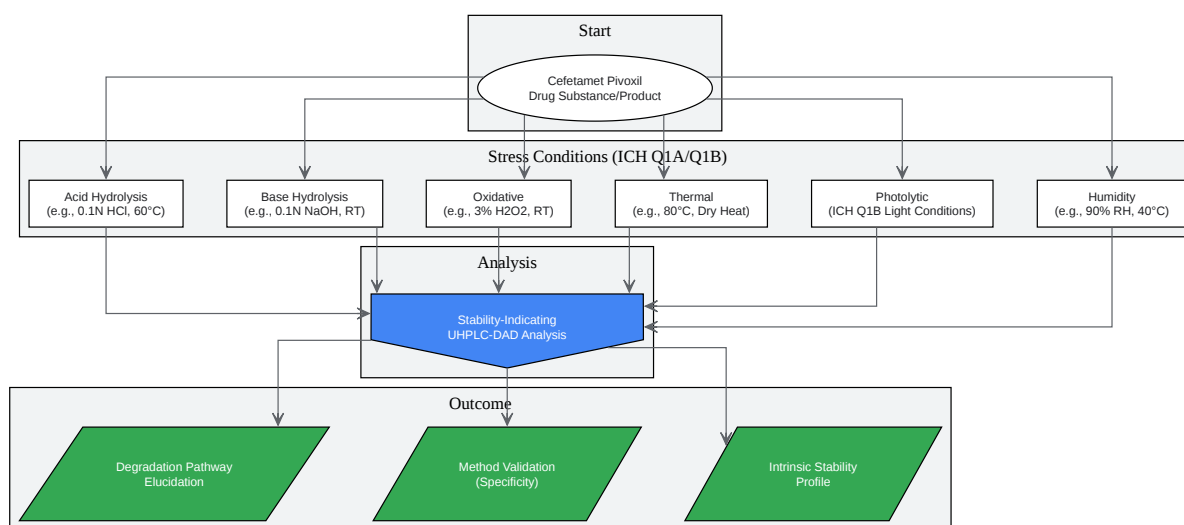 Start
Cefetamet Pivoxil
Drug Substance/Product
Stress Conditions (ICH Q1A/Q1B)
Acid Hydrolysis
(e.g., 0.1N HCl, 60°C)
Base Hydrolysis
(e.g., 0.1N NaOH, RT)
Oxidative
(e.g., 3% H2O2, RT)
Thermal
(e.g., 80°C, Dry Heat)
Photolytic
(ICH Q1B Light Conditions)
Humidity
(e.g., 90% RH, 40°C)
Analysis
Stability-Indicating
UHPLC-DAD Analysis
Outcome
Degradation Pathway
Elucidation
Method Validation
(Specificity)
Intrinsic Stability
Profile